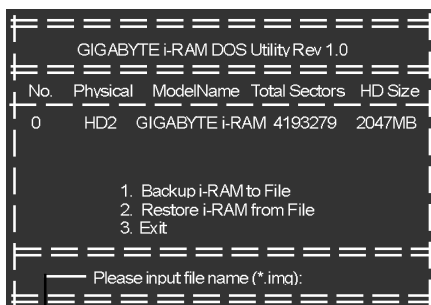 GIGABYTE i-RAM DOS Utility Rev 1.0
No. Physical ModelName Total Sectors HD Size
0 HD2 GIGABYTE i-RAM 4193279 2047MB
1. Backup i-RAM to File
2. Restore i-RAM from File
3. Exit
Please input file name (*.img):